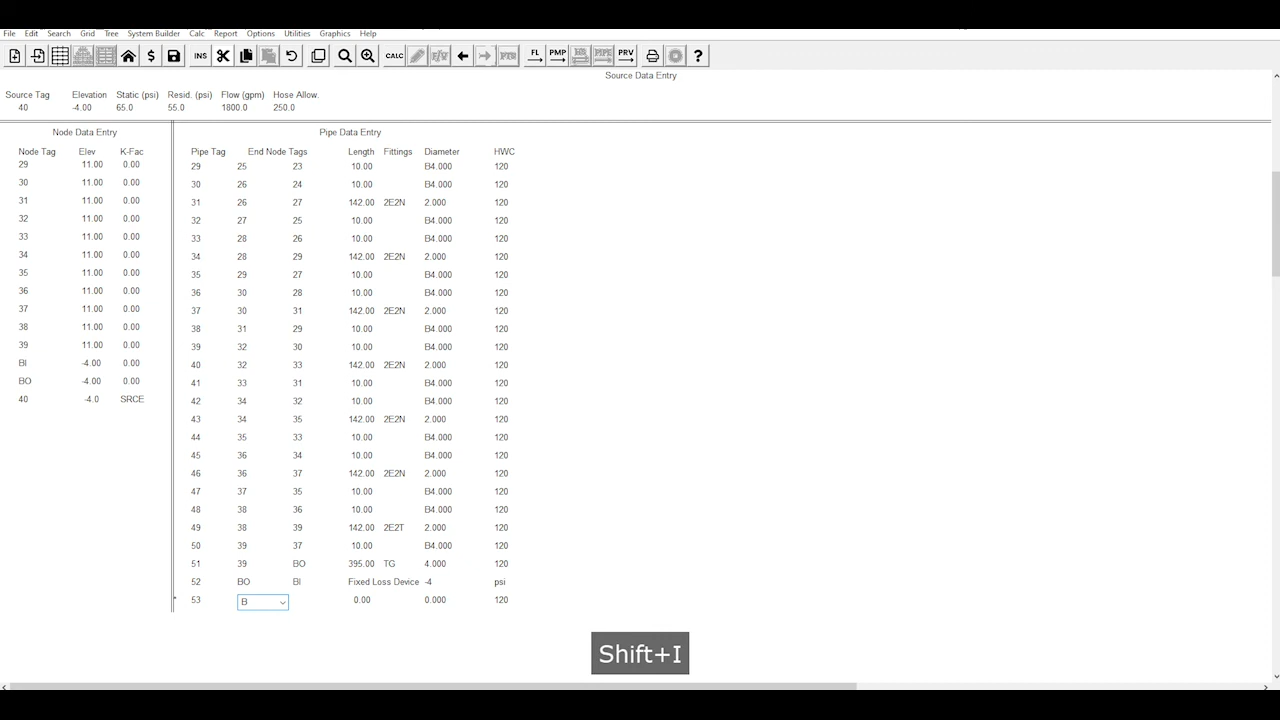 File Edit Search Grid Tree System Builder Calc Report Options Utilities Graphics Help
$ INS CALC FL PMP PIPE PRV ?
Source Data Entry
Source Tag Elevation Static (psi) Resid. (psi) Flow (gpm) Hose Allow.
40 -4.00 65.0 55.0 1800.0 250.0
Node Data Entry
Node Tag Elev K-Fac
29 11.00 0.00
30 11.00 0.00
31 11.00 0.00
32 11.00 0.00
33 11.00 0.00
34 11.00 0.00
35 11.00 0.00
36 11.00 0.00
37 11.00 0.00
38 11.00 0.00
39 11.00 0.00
BI -4.00 0.00
BO -4.00 0.00
40 -4.0 SRCE
Pipe Data Entry
Pipe Tag End Node Tags Length Fittings Diameter HWC
29 25 23 10.00 B4.000 120
30 26 24 10.00 B4.000 120
31 26 27 142.00 2E2N 2.000 120
32 27 25 10.00 B4.000 120
33 28 26 10.00 B4.000 120
34 28 29 142.00 2E2N 2.000 120
35 29 27 10.00 B4.000 120
36 30 28 10.00 B4.000 120
37 30 31 142.00 2E2N 2.000 120
38 31 29 10.00 B4.000 120
39 32 30 10.00 B4.000 120
40 32 33 142.00 2E2N 2.000 120
41 33 31 10.00 B4.000 120
42 34 32 10.00 B4.000 120
43 34 35 142.00 2E2N 2.000 120
44 35 33 10.00 B4.000 120
45 36 34 10.00 B4.000 120
46 36 37 142.00 2E2N 2.000 120
47 37 35 10.00 B4.000 120
48 38 36 10.00 B4.000 120
49 38 39 142.00 2E2T 2.000 120
50 39 37 10.00 B4.000 120
51 39 BO 395.00 TG 4.000 120
52 BO BI Fixed Loss Device -4 psi
* 53 B 0.00 0.000 120
Shift+I